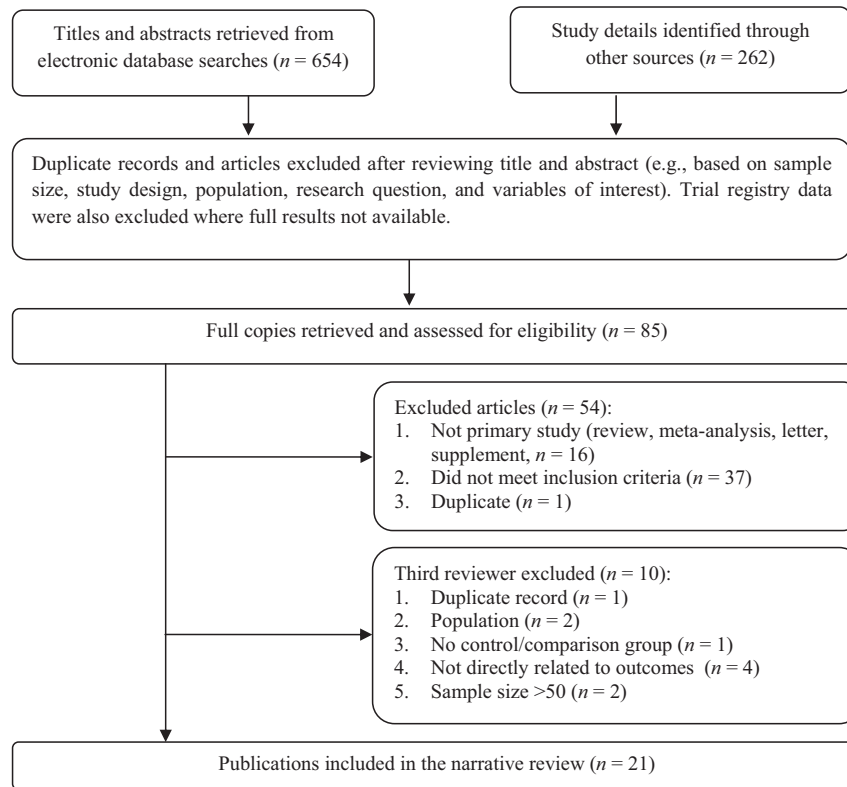 Titles and abstracts retrieved from
electronic database searches (n = 654)
Study details identified through
other sources (n = 262)
Duplicate records and articles excluded after reviewing title and abstract (e.g., based on sample
size, study design, population, research question, and variables of interest). Trial registry data
were also excluded where full results not available.
Full copies retrieved and assessed for eligibility (n = 85)
Excluded articles (n = 54):
1. Not primary study (review, meta-analysis, letter,
supplement, n = 16)
2. Did not meet inclusion criteria (n = 37)
3. Duplicate (n = 1)
Third reviewer excluded (n = 10):
1. Duplicate record (n = 1)
2. Population (n = 2)
3. No control/comparison group (n = 1)
4. Not directly related to outcomes (n = 4)
5. Sample size >50 (n = 2)
Publications included in the narrative review (n = 21)